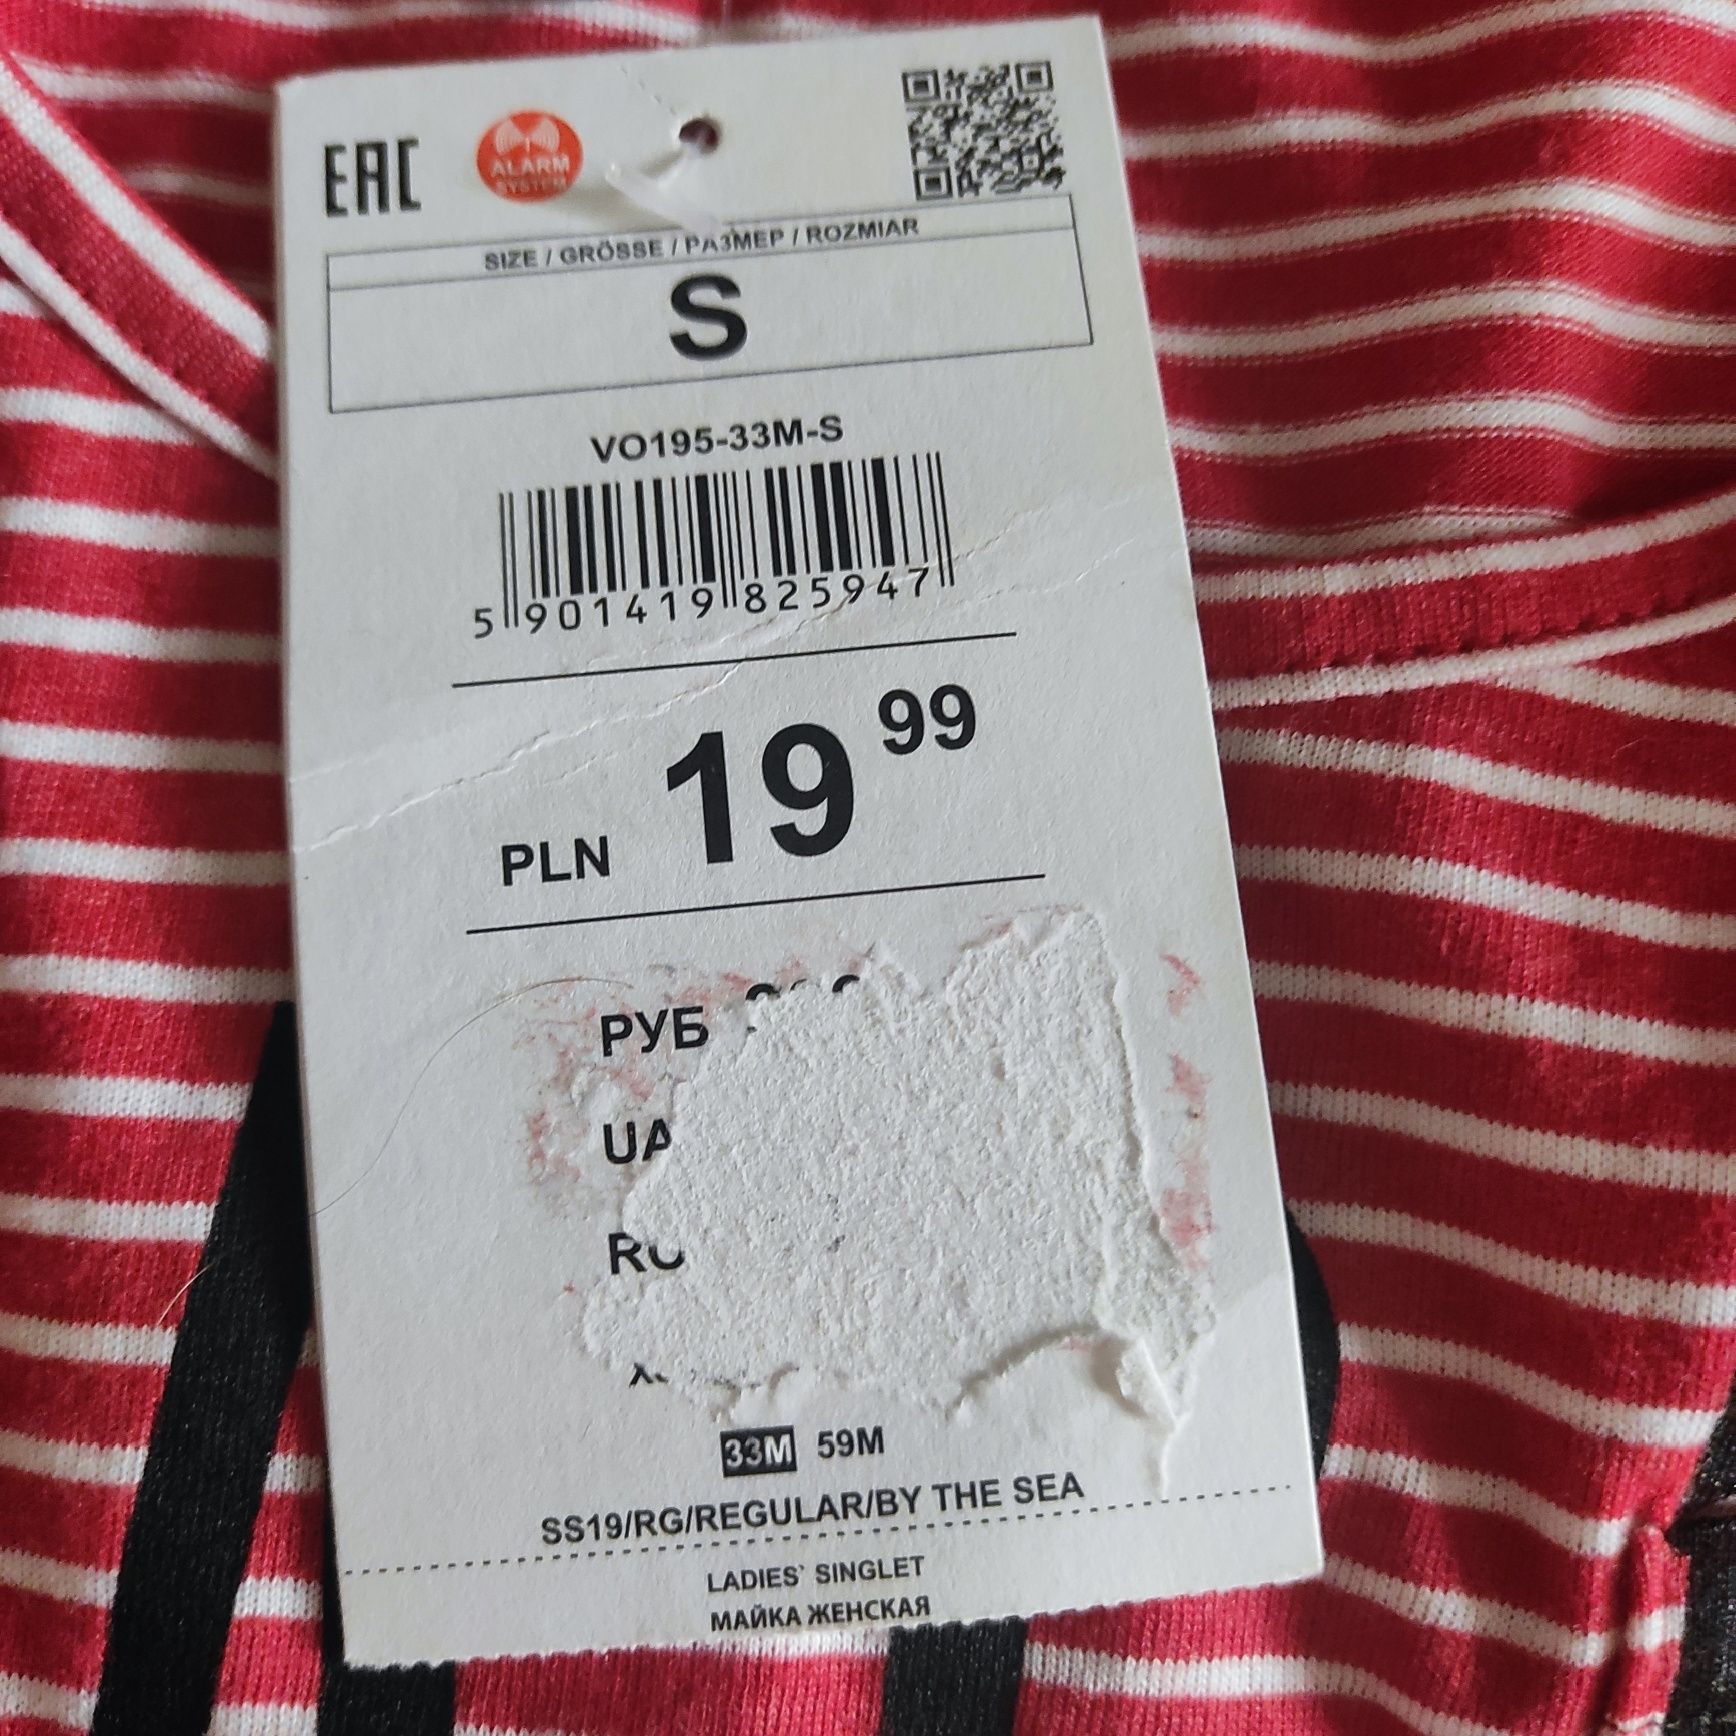 EAC
ALARM
SYSTEM
SIZE / GRÖSSE / РАЗМЕР / ROZMIAR
S
VO195-33M-S
5 901419 825947
PLN 19 99
РУБ
UA
33M 59M
SS19/RG/REGULAR/BY THE SEA
LADIES` SINGLET
МАЙКА ЖЕНСКАЯ